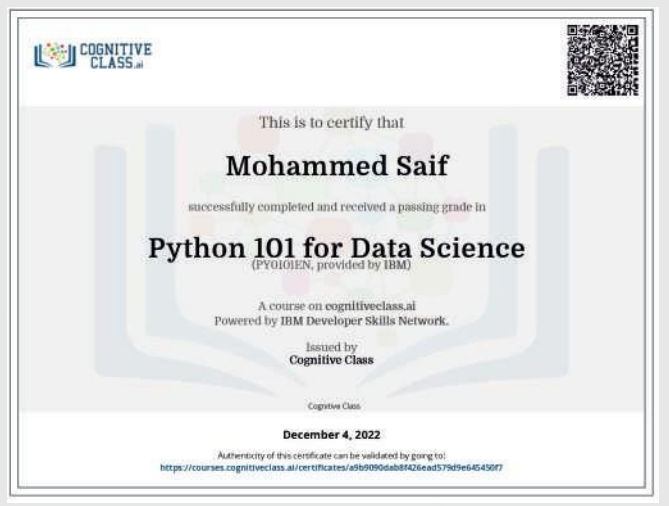 COGNITIVE
CLASS.ai
This is to certify that
Mohammed Saif
successfully completed and received a passing grade in
Python 101 for Data Science
(PY0101EN, provided by IBM)
A course on cognitiveclass.ai
Powered by IBM Developer Skills Network.
Issued by
Cognitive Class
Cognitive Class
December 4, 2022
Authenticity of this certificate can be validated by going to:
https://courses.cognitiveclass.ai/certificates/a9b9090dab8f426ead579d9e645450f7